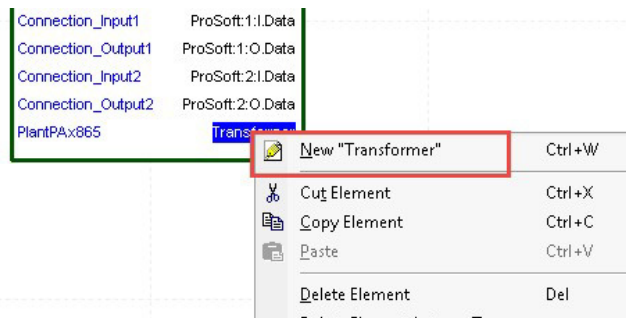 Connection_Input1 ProSoft:1:I.Data
Connection_Output1 ProSoft:1:O.Data
Connection_Input2 ProSoft:2:I.Data
Connection_Output2 ProSoft:2:O.Data
PlantPAx865 Transformer
New "Transformer" Ctrl+W
Cut Element Ctrl+X
Copy Element Ctrl+C
Paste Ctrl+V
Delete Element Del